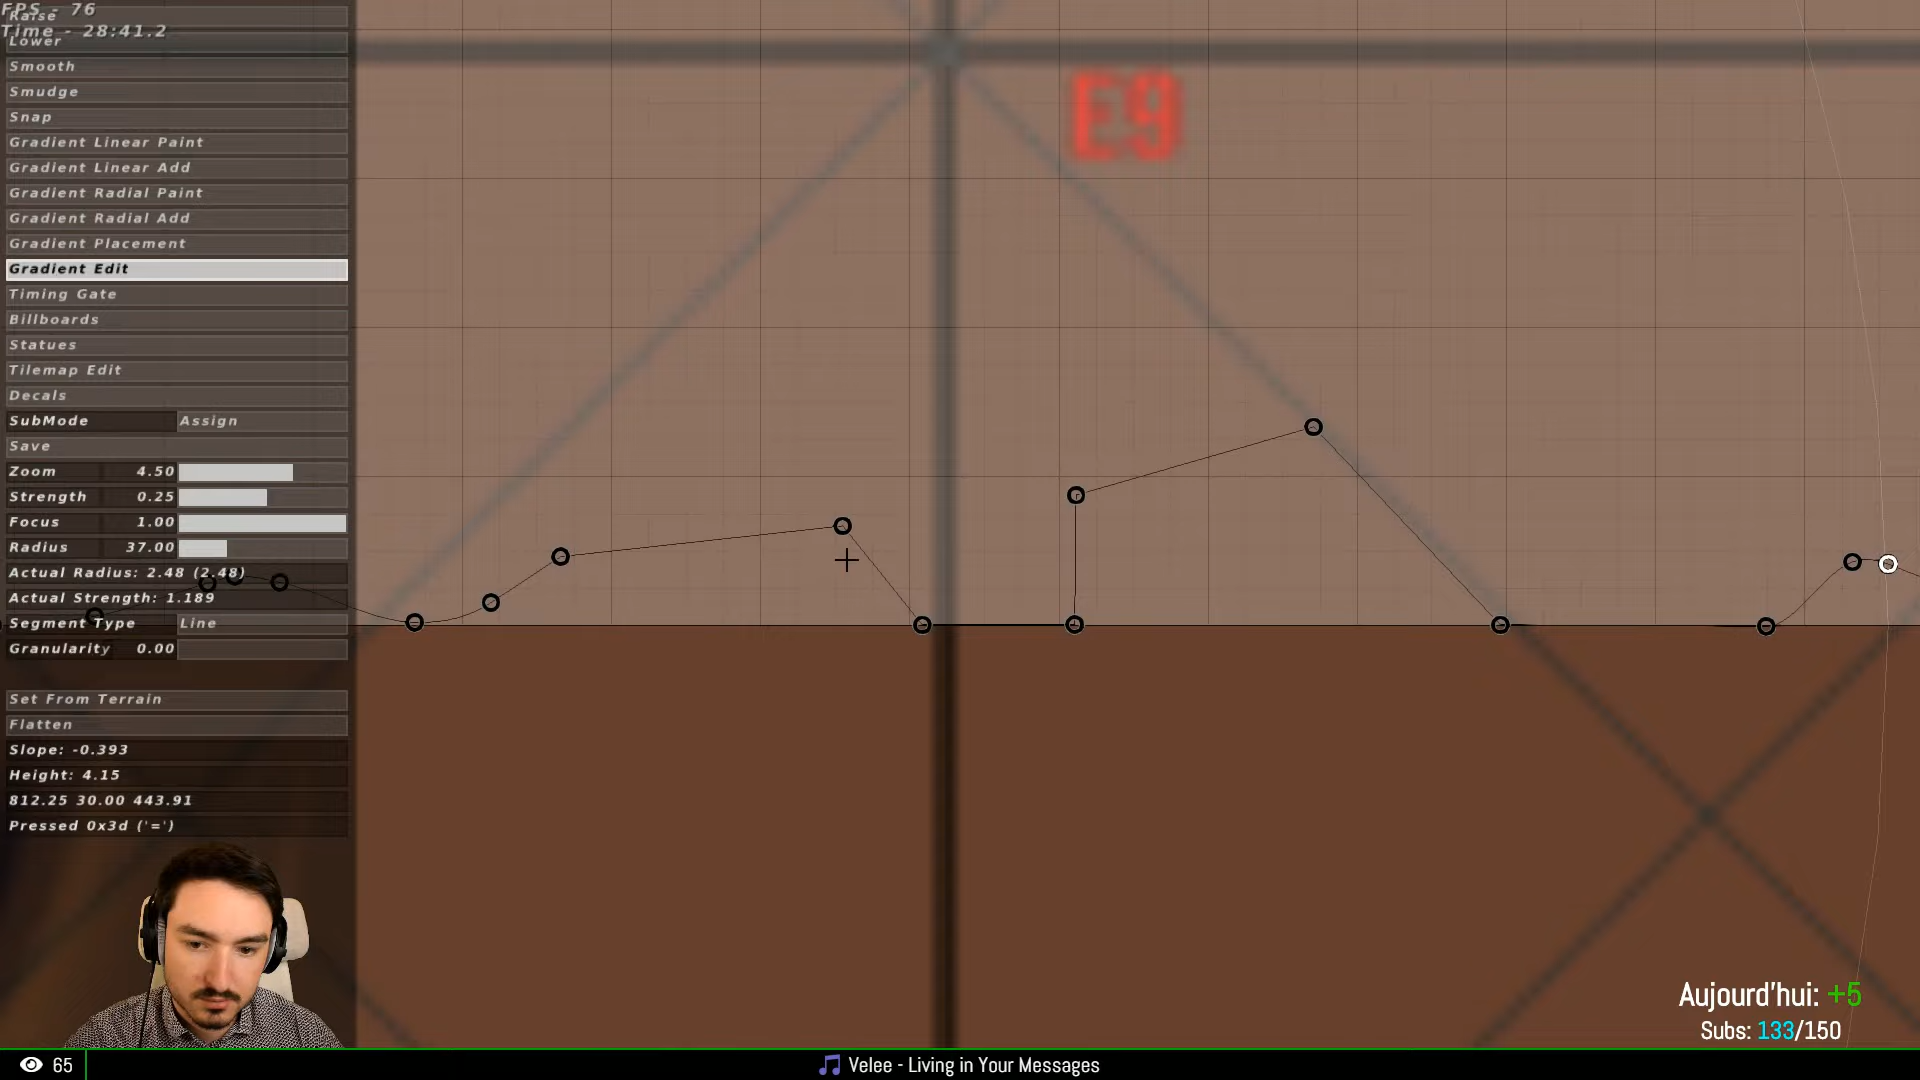 FPS - 76
Raise
Time - 28:41.2
Lower
Smooth
Smudge
Snap
Gradient Linear Paint
Gradient Linear Add
Gradient Radial Paint
Gradient Radial Add
Gradient Placement
Gradient Edit
Timing Gate
Billboards
Statues
Tilemap Edit
Decals
SubMode Assign
Save
Zoom 4.50
Strength 0.25
Focus 1.00
Radius 37.00
Actual Radius: 2.48 (2.48)
Actual Strength: 1.189
Segment Type Line
Granularity 0.00
Set From Terrain
Flatten
Slope: -0.393
Height: 4.15
812.25 30.00 443.91
Pressed 0x3d ('=')
E9
Aujourd'hui: +5
Subs: 133/150
65
Velee - Living in Your Messages